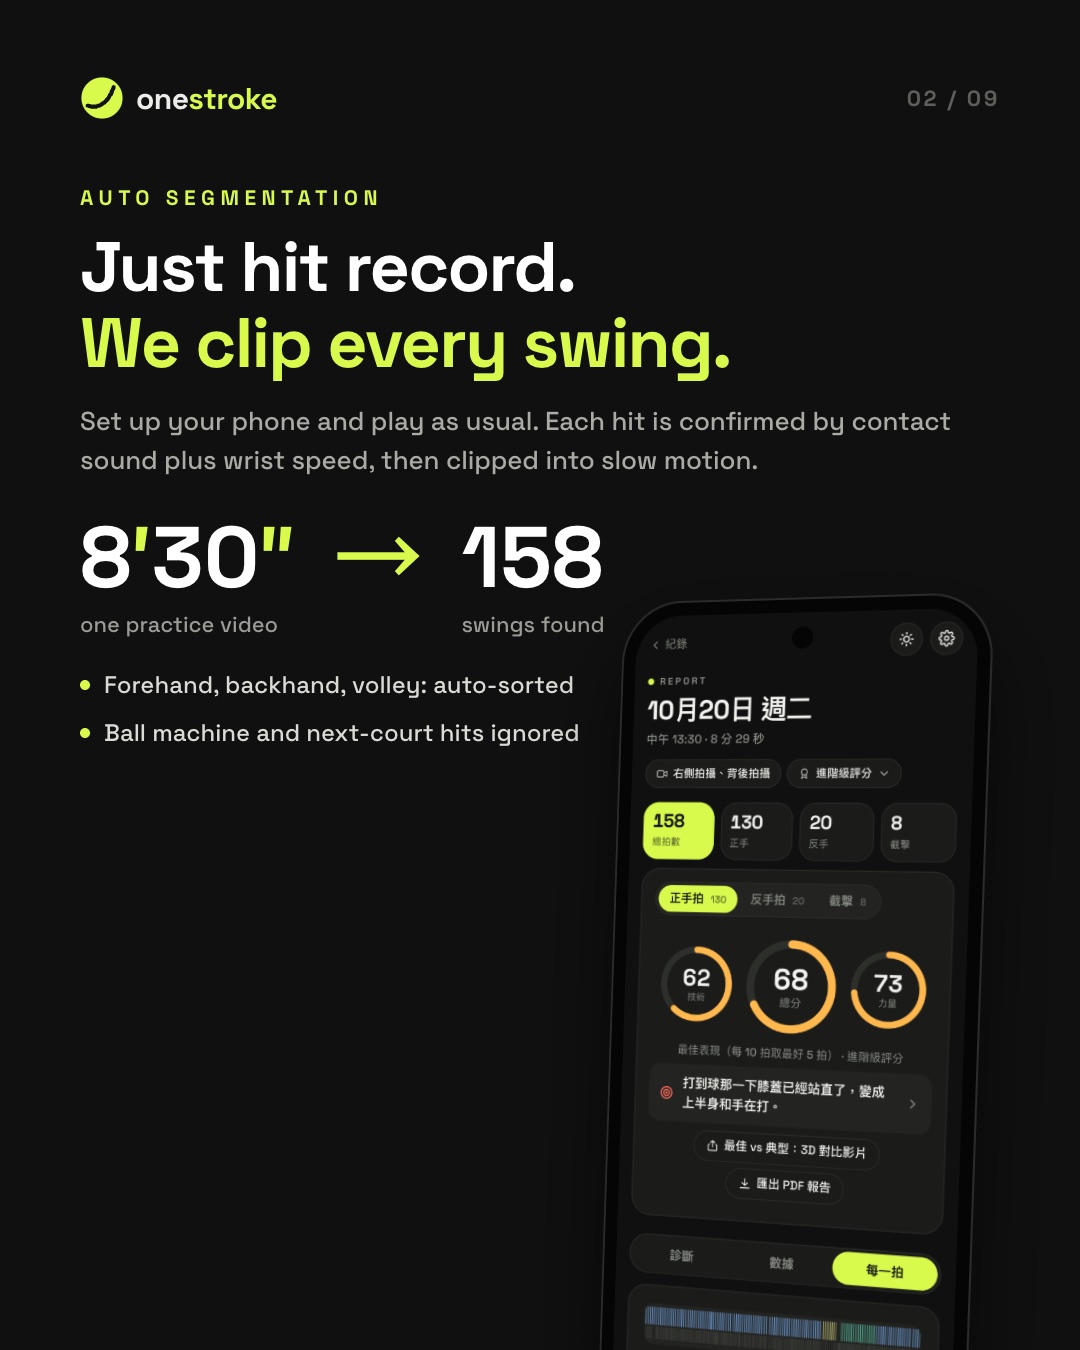 onestroke
02 / 09
AUTO SEGMENTATION
Just hit record.
We clip every swing.
Set up your phone and play as usual. Each hit is confirmed by contact
sound plus wrist speed, then clipped into slow motion.
8'30" → 158
one practice video
swings found
Forehand, backhand, volley: auto-sorted
Ball machine and next-court hits ignored
紀錄
REPORT
10月20日 週二
中午 13:30 · 8 分 29 秒
右側拍攝、背後拍攝
進階級評分
158 130 20 8
總拍數 正手 反手 截擊
正手拍 130 反手拍 20 截擊 8
62 68 73
技術 總分 力量
最佳表現（每 10 拍取最好 5 拍）· 進階級評分
打到球那一下膝蓋已經站直了，變成
上半身和手在打。
最佳 vs 典型：3D 對比影片
匯出 PDF 報告
診斷 數據 每一拍